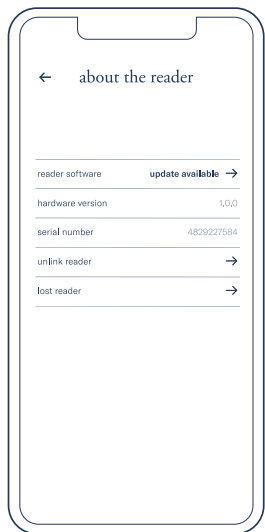 ← about the reader
reader software update available →
hardware version 1,0,0
serial number 4829227584
unlink reader →
lost reader →